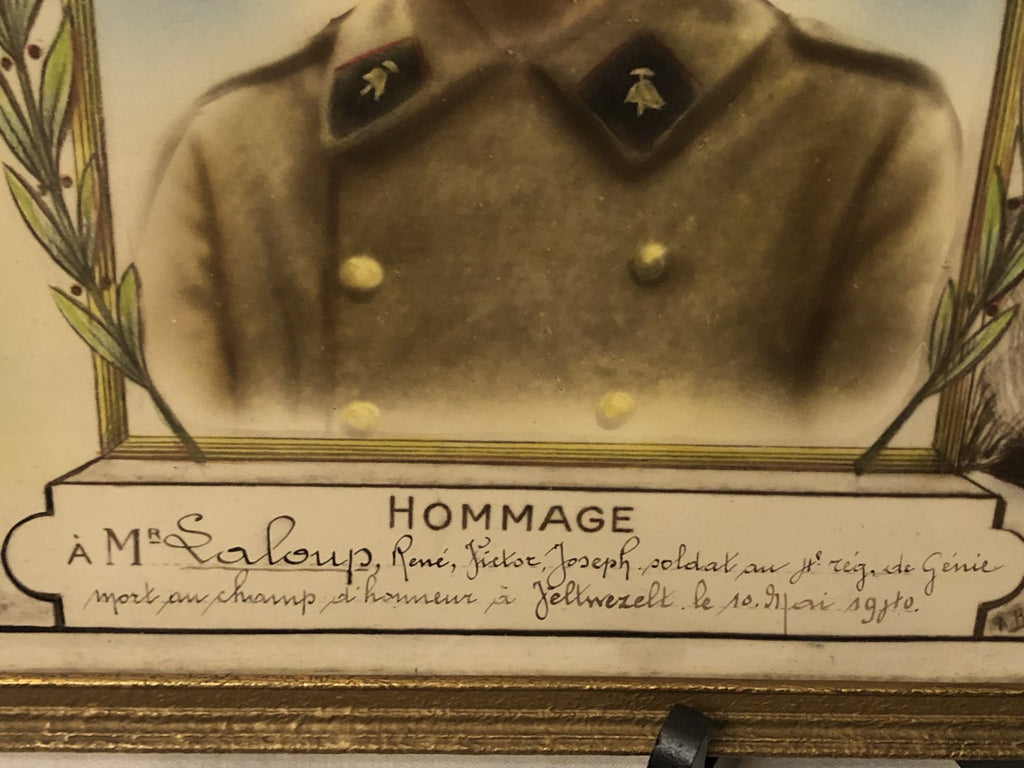 HOMMAGE
À MR Laloup, René, Victor, Joseph. soldat au 4e rég. de Génie
mort au champ d'honneur à Veltwezelt. le 10. Mai 1940.